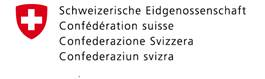 Schweizerische Eidgenossenschaft
Confédération suisse
Confederazione Svizzera
Confederaziun svizra